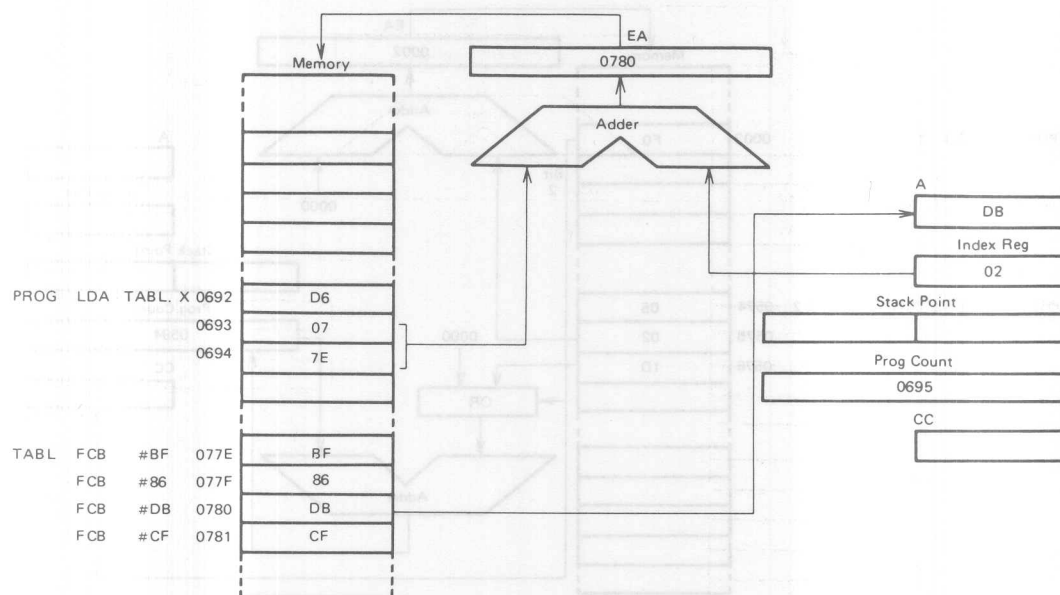 EA
0780
Memory
Adder
A
DB
Index Reg
02
PROG LDA TABL. X 0692 D6
Stack Point
0693 07
0694 7E
Prog Count
0695
CC
TABL FCB #BF 077E BF
FCB #86 077F 86
FCB #DB 0780 DB
FCB #CF 0781 CF